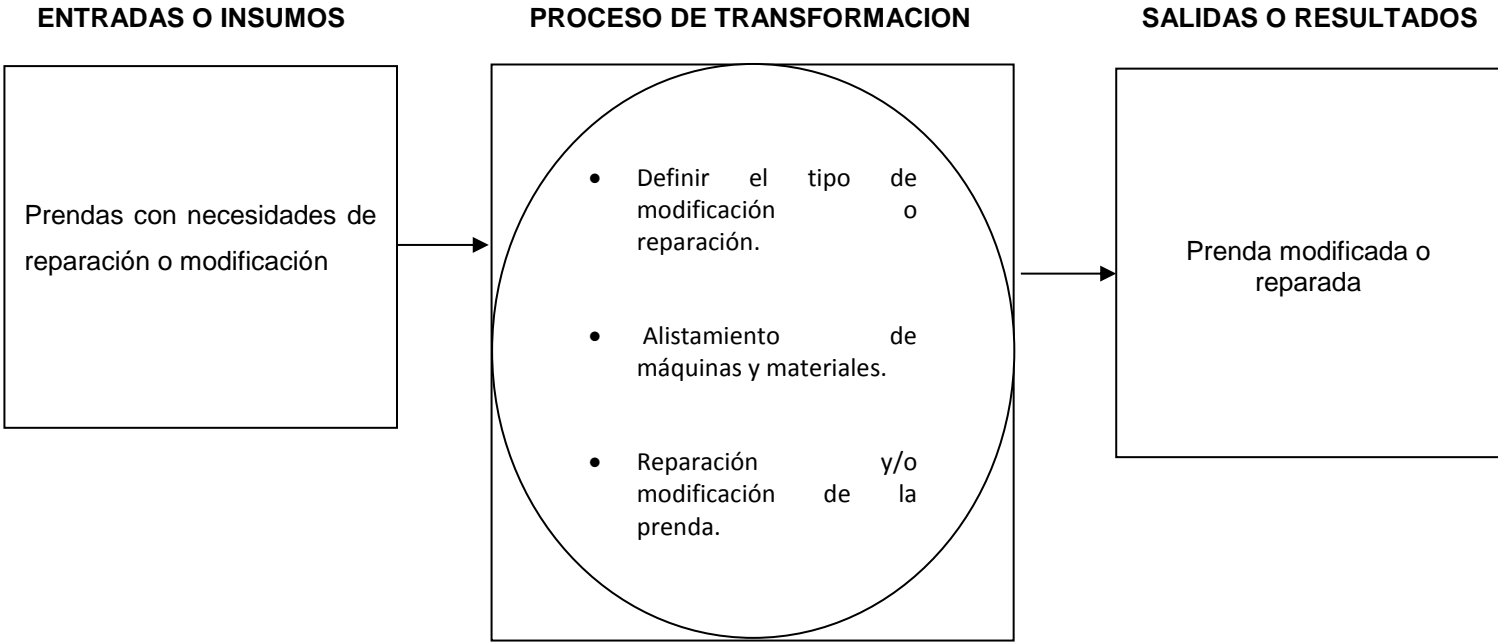 ENTRADAS O INSUMOS
PROCESO DE TRANSFORMACION
SALIDAS O RESULTADOS
Prendas con necesidades de
reparación o modificación
• Definir el tipo de
modificación o
reparación.
• Alistamiento de
máquinas y materiales.
• Reparación y/o
modificación de la
prenda.
Prenda modificada o
reparada